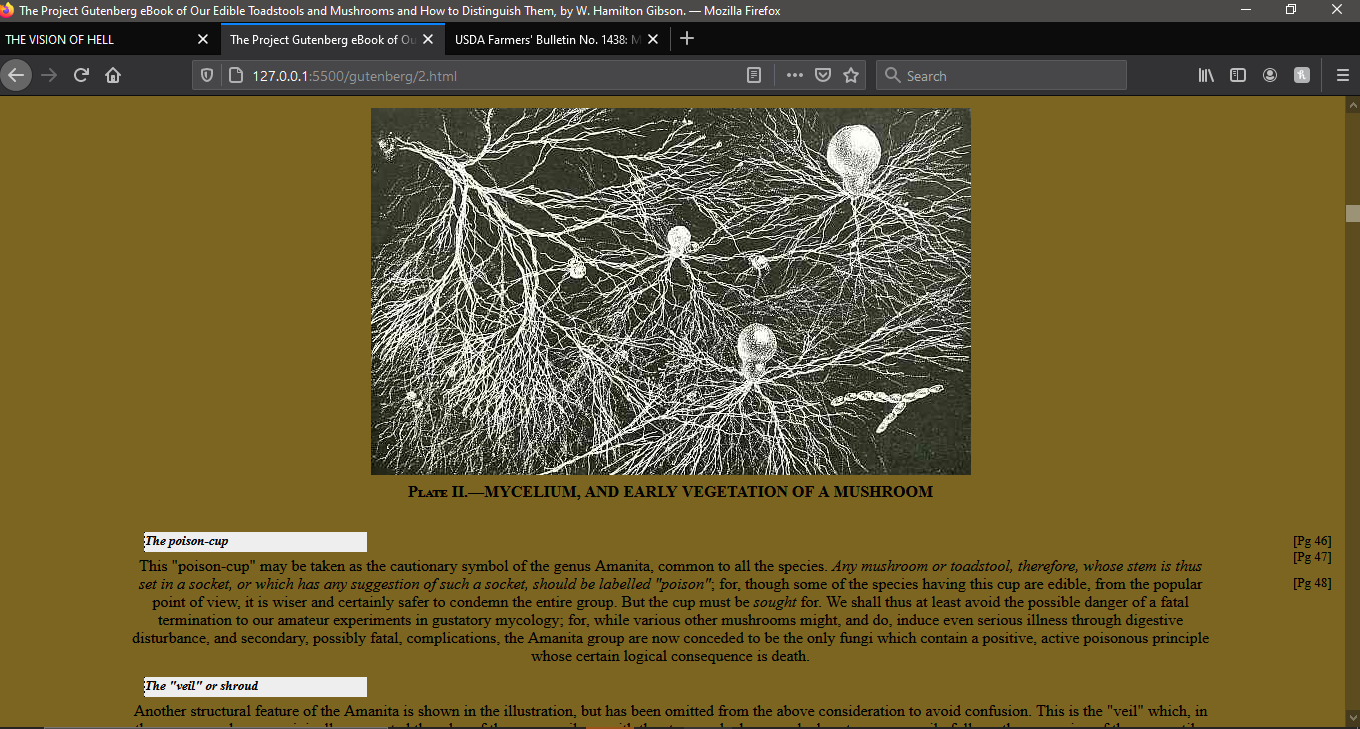 The Project Gutenberg eBook of Our Edible Toadstools and Mushrooms and How to Distinguish Them, by W. Hamilton Gibson. — Mozilla Firefox
THE VISION OF HELL
The Project Gutenberg eBook of Ou
USDA Farmers' Bulletin No. 1438: M
127.0.0.1:5500/gutenberg/2.html
Search
PLATE II.—MYCELIUM, AND EARLY VEGETATION OF A MUSHROOM
The poison-cup
[Pg 46]
[Pg 47]
[Pg 48]
This "poison-cup" may be taken as the cautionary symbol of the genus Amanita, common to all the species. Any mushroom or toadstool, therefore, whose stem is thus
set in a socket, or which has any suggestion of such a socket, should be labelled "poison"; for, though some of the species having this cup are edible, from the popular
point of view, it is wiser and certainly safer to condemn the entire group. But the cup must be sought for. We shall thus at least avoid the possible danger of a fatal
termination to our amateur experiments in gustatory mycology; for, while various other mushrooms might, and do, induce even serious illness through digestive
disturbance, and secondary, possibly fatal, complications, the Amanita group are now conceded to be the only fungi which contain a positive, active poisonous principle
whose certain logical consequence is death.
The "veil" or shroud
Another structural feature of the Amanita is shown in the illustration, but has been omitted from the above consideration to avoid confusion. This is the "veil" which, in